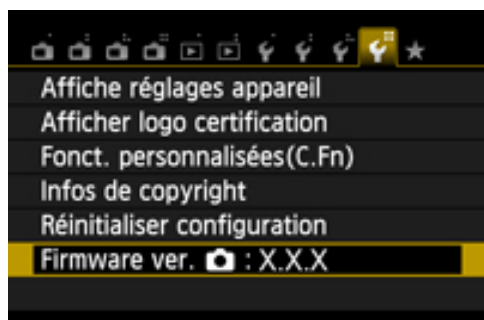 Affiche réglages appareil
Afficher logo certification
Fonct. personnalisées(C.Fn)
Infos de copyright
Réinitialiser configuration
Firmware ver. : X.X.X